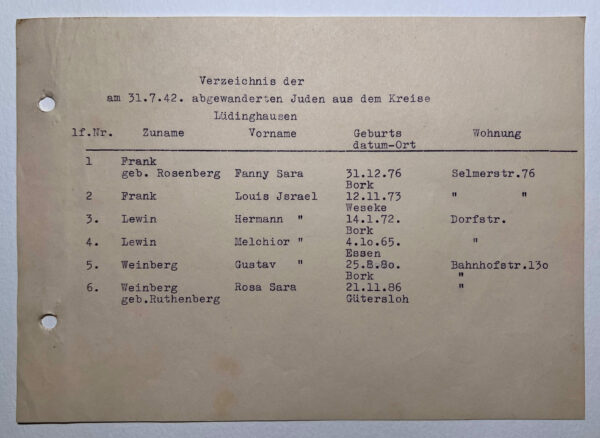 Verzeichnis der
am 31.7.42. abgewanderten Juden aus dem Kreise
Lüdinghausen
lf.Nr. Zuname Vorname Geburts Wohnung
datum-Ort
1 Frank
geb. Rosenberg Fanny Sara 31.12.76 Selmerstr.76
Bork
2 Frank Louis Jsrael 12.11.73 " "
Weseke
3. Lewin Hermann " 14.1.72. Dorfstr.
Bork
4. Lewin Melchior " 4.1o.65. "
Essen
5. Weinberg Gustav " 25.8.8o. Bahnhofstr.13o
Bork "
6. Weinberg Rosa Sara 21.11.86 "
geb.Ruthenberg Gütersloh